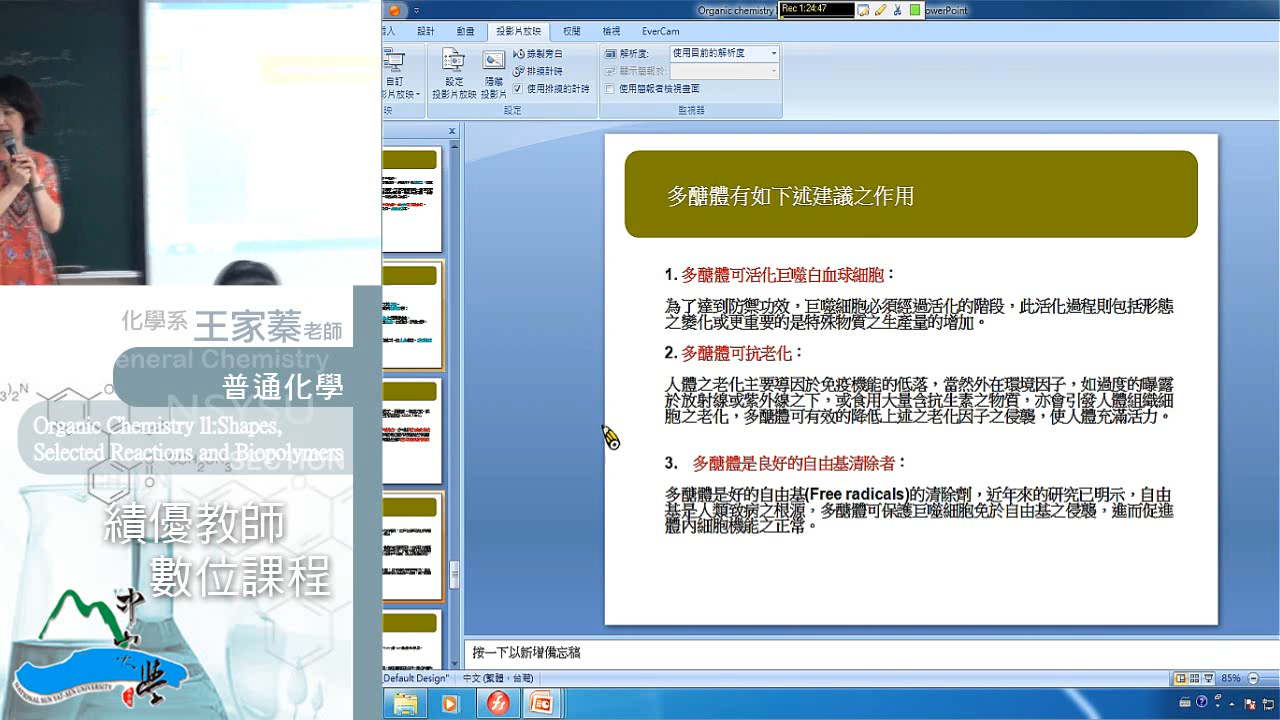 Organic chemistry
Rec 1:24:47
owerPoint
設計
動畫
投影片放映
校閱
檢視
EverCam
自訂
設定
投影片放映
隱藏
投影片
錄製旁白
排練計時
使用排練的計時
設定
解析度:
使用目前的解析度
顯示簡報於:
使用簡報者檢視畫面
監視器
多醣體有如下述建議之作用
1. 多醣體可活化巨噬白血球細胞：
為了達到防禦功效，巨噬細胞必須經過活化的階段，此活化過程則包括形態
之變化或更重要的是特殊物質之生產量的增加。
2. 多醣體可抗老化：
人體之老化主要導因於免疫機能的低落，當然外在環境因子，如過度的曝露
於放射線或紫外線之下，或食用大量含抗生素之物質，亦會引發人體組織細
胞之老化，多醣體可有效的降低上述之老化因子之侵襲，使人體充滿活力。
3. 多醣體是良好的自由基清除者：
多醣體是好的自由基(Free radicals)的清除劑，近年來的研究已明示，自由
基是人類致病之根源，多醣體可保護巨噬細胞免於自由基之侵襲，進而促進
體內細胞機能之正常。
按一下以新增備忘稿
Default Design"
中文 (繁體，台灣)
85%
化學系 王家蓁 老師
eneral Chemistry
普通化學
NSYSU
Organic Chemistry II:Shapes,
Selected Reactions and Biopolymers
SECTION
績優教師
數位課程
中山大學
NATIONAL SUN YAT-SEN UNIVERSITY